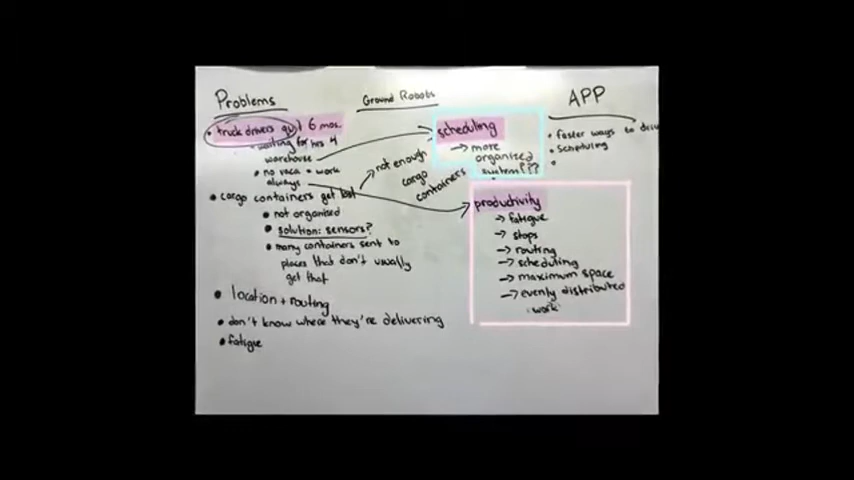 Problems
• truck drivers quit 6 mos.
• waiting for hrs 4
warehouse
• no vaca + work
always
• cargo containers get lost
• not organised
• solution: sensors?
• many containers sent to
places that don't usually
get that
• location + routing
• don't know where they're delivering
• fatigue
Ground Robots
not enough
cargo
containers
scheduling
→ more
organized
system???
productivity
→ fatigue
→ stops
→ routing
→ scheduling
→ maximum space
→ evenly distributed
work
APP
• faster ways to
•
•